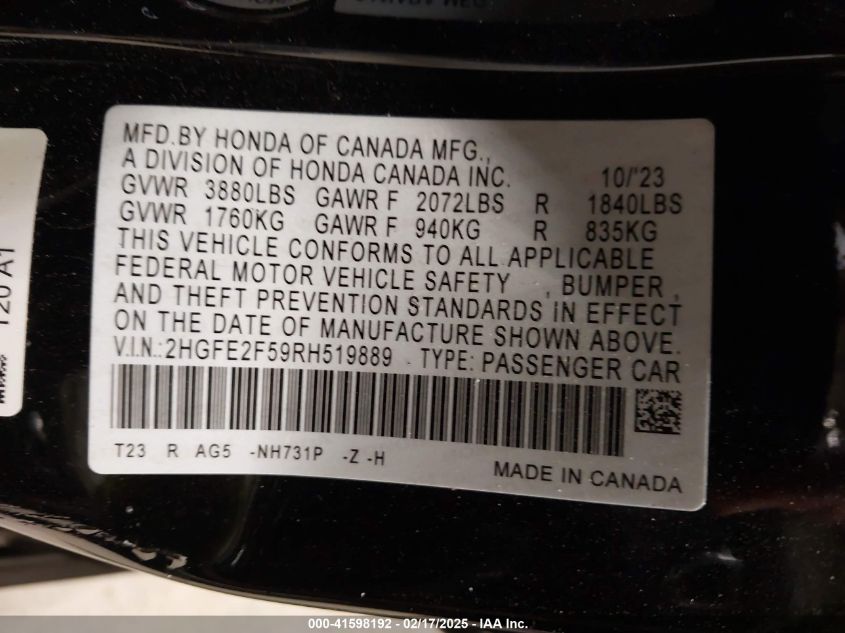 MFD.BY HONDA OF CANADA MFG.,
A DIVISION OF HONDA CANADA INC. 10/'23
GVWR 3880LBS GAWR F 2072LBS R 1840LBS
GVWR 1760KG GAWR F 940KG R 835KG
THIS VEHICLE CONFORMS TO ALL APPLICABLE
FEDERAL MOTOR VEHICLE SAFETY , BUMPER ,
AND THEFT PREVENTION STANDARDS IN EFFECT
ON THE DATE OF MANUFACTURE SHOWN ABOVE.
V.I.N.:2HGFE2F59RH519889 TYPE:PASSENGER CAR
T23 R AG5 -NH731P -Z -H
MADE IN CANADA
120 A1
000-41598192 - 02/17/2025 - IAA Inc.